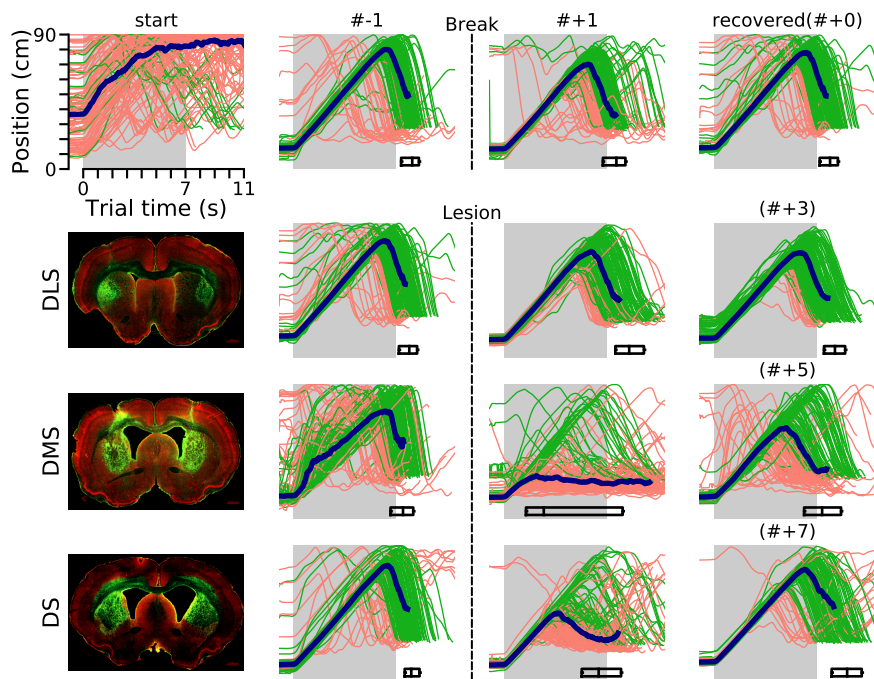 start
#-1
Break
#+1
recovered(#+0)
Position (cm)
90
0
0
7
11
Trial time (s)
Lesion
(#+3)
DLS
(#+5)
DMS
(#+7)
DS